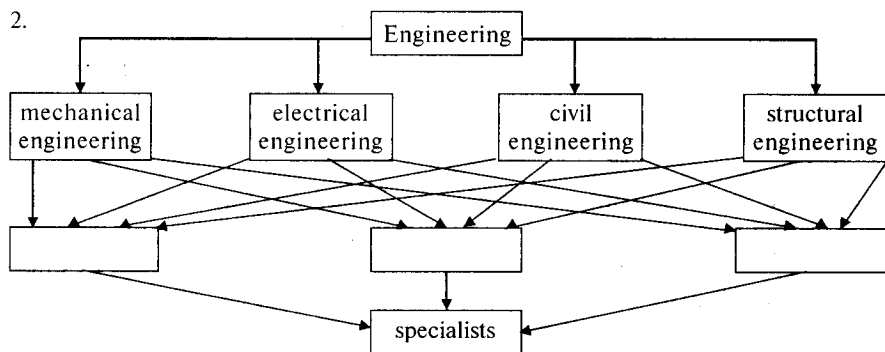 2.
Engineering
mechanical
engineering
electrical
engineering
civil
engineering
structural
engineering
specialists